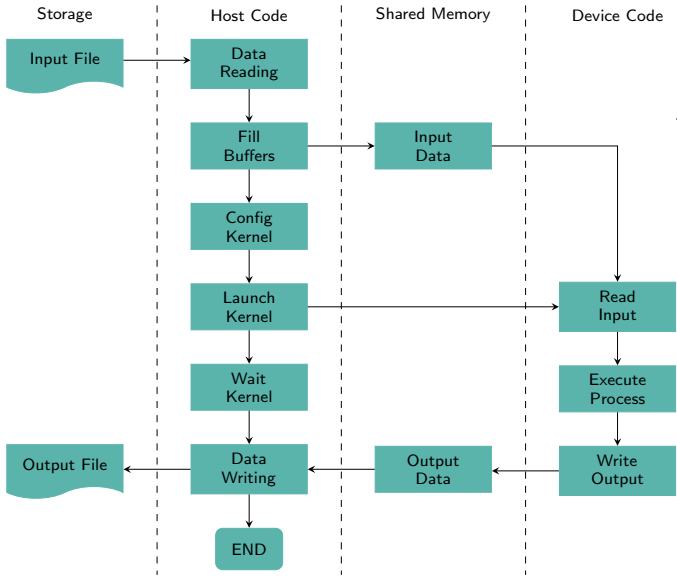 Storage
Host Code
Shared Memory
Device Code
Input File
Data
Reading
Fill
Buffers
Input
Data
Config
Kernel
Launch
Kernel
Read
Input
Wait
Kernel
Execute
Process
Output File
Data
Writing
Output
Data
Write
Output
END